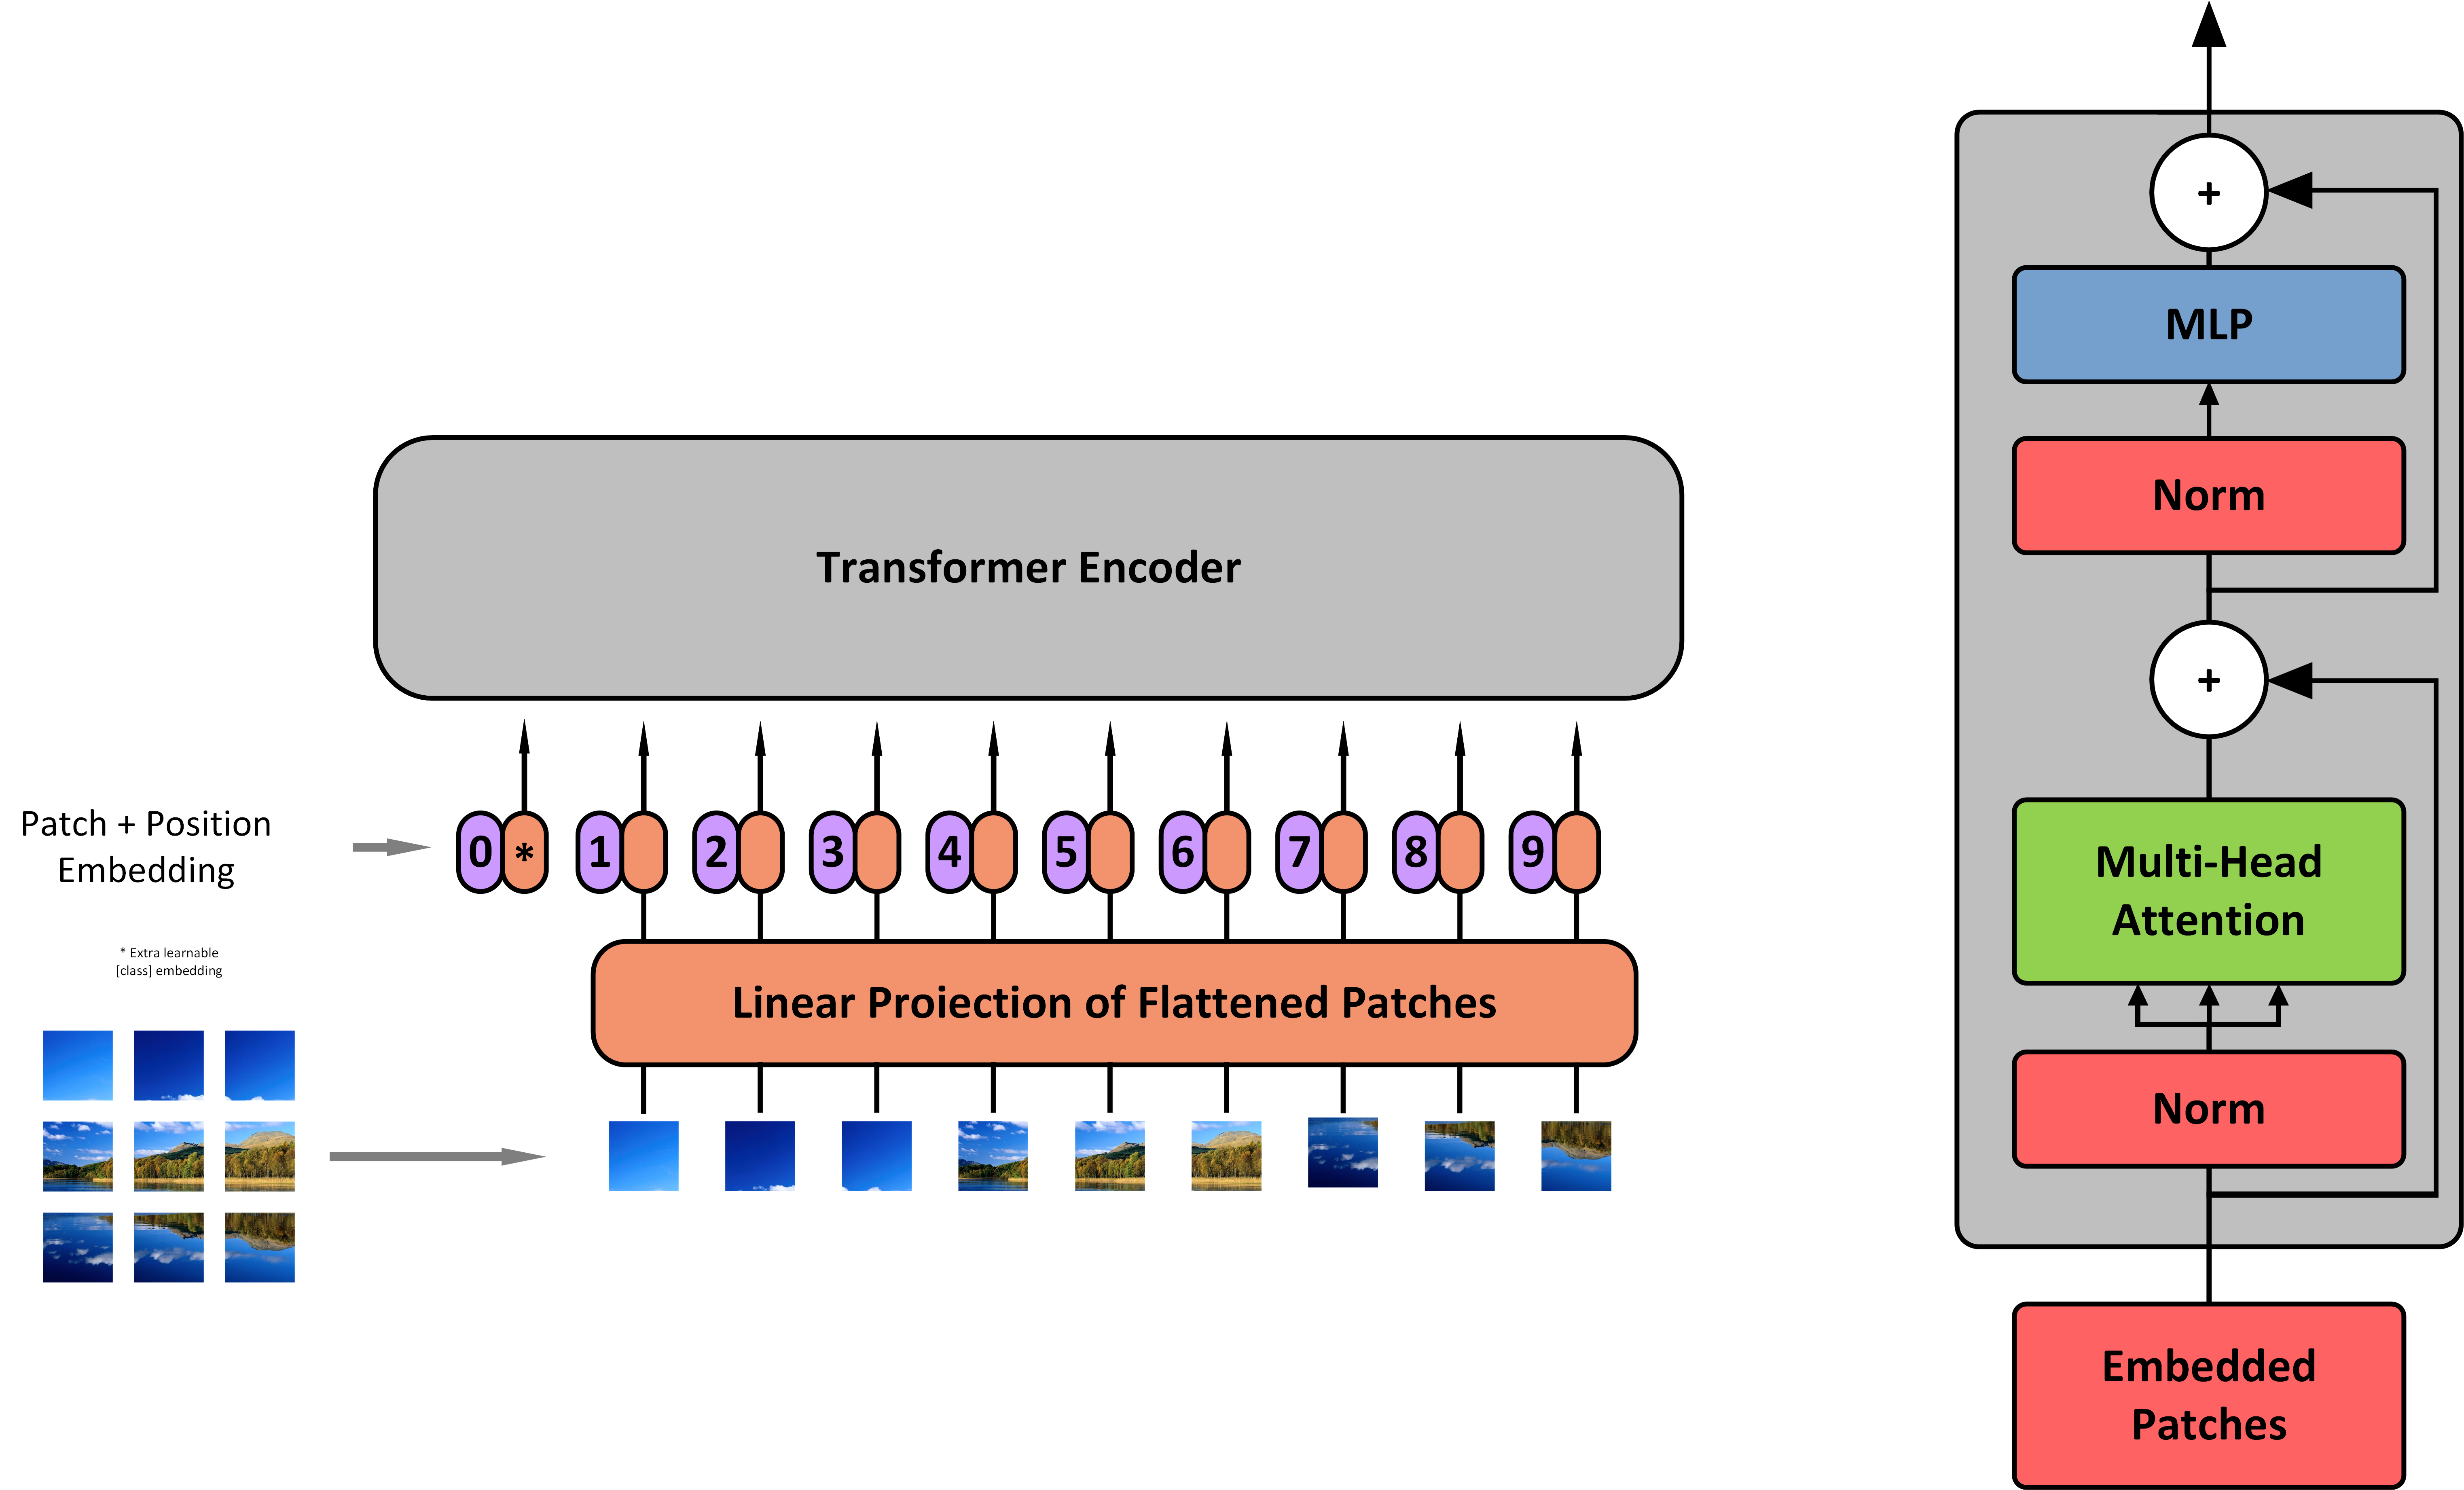 Transformer Encoder
Patch + Position
Embedding
0 * 1 2 3 4 5 6 7 8 9
* Extra learnable
[class] embedding
Linear Projection of Flattened Patches
+
MLP
Norm
+
Multi-Head
Attention
Norm
Embedded
Patches